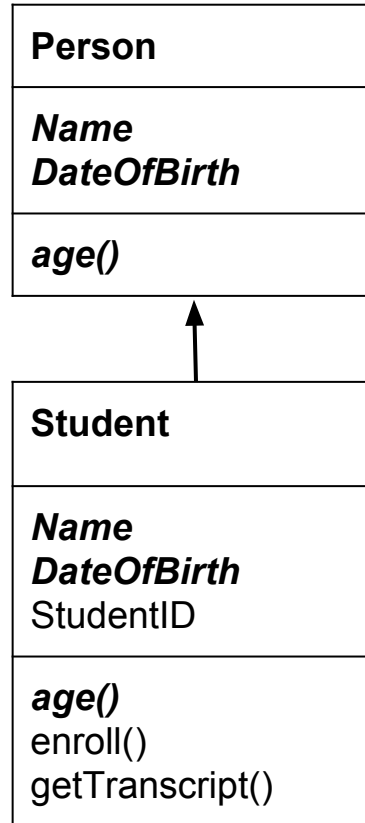 Person
Name
DateOfBirth
age()
Student
Name
DateOfBirth
StudentID
age()
enroll()
getTranscript()